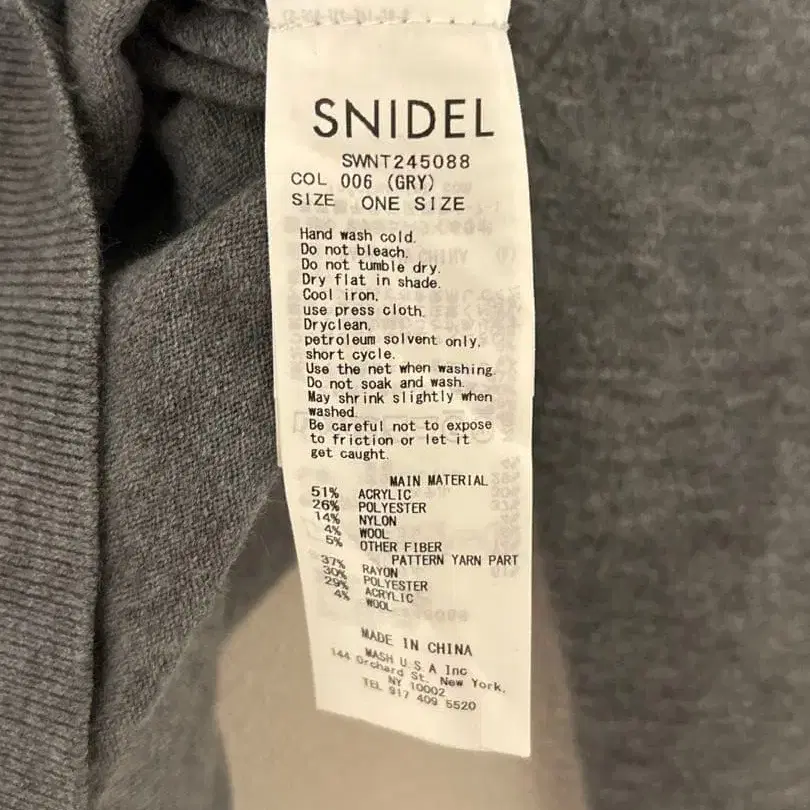 SNIDEL
SWNT245088
COL 006 (GRY)
SIZE ONE SIZE
Hand wash cold.
Do not bleach.
Do not tumble dry.
Dry flat in shade.
Cool iron,
use press cloth.
Dryclean,
petroleum solvent only,
short cycle.
Use the net when washing.
Do not soak and wash.
May shrink slightly when
washed.
Be careful not to expose
to friction or let it
get caught.
MAIN MATERIAL
51% ACRYLIC
26% POLYESTER
14% NYLON
4% WOOL
5% OTHER FIBER
PATTERN YARN PART
37% RAYON
30% POLYESTER
29% ACRYLIC
4% WOOL
MADE IN CHINA
MASH U.S.A Inc
144 Orchard St. New York,
NY 10002
TEL 917 409 5520